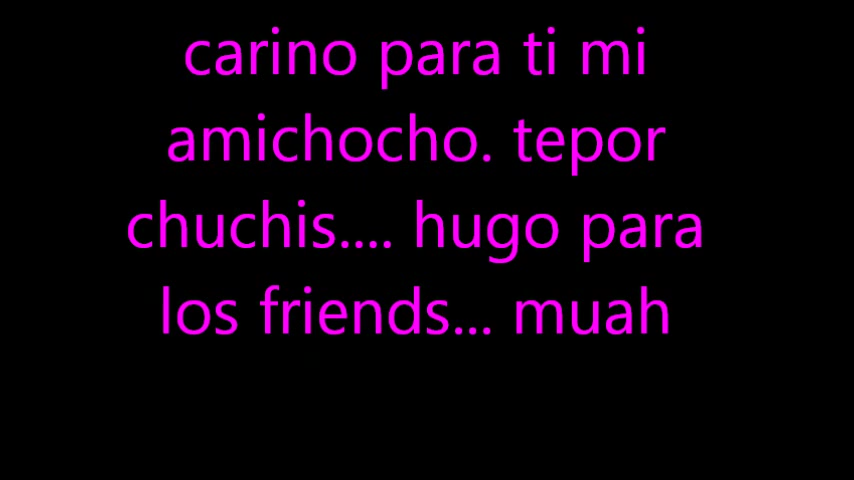 carino para ti mi
amichocho. tepor
chuchis.... hugo para
los friends... muah